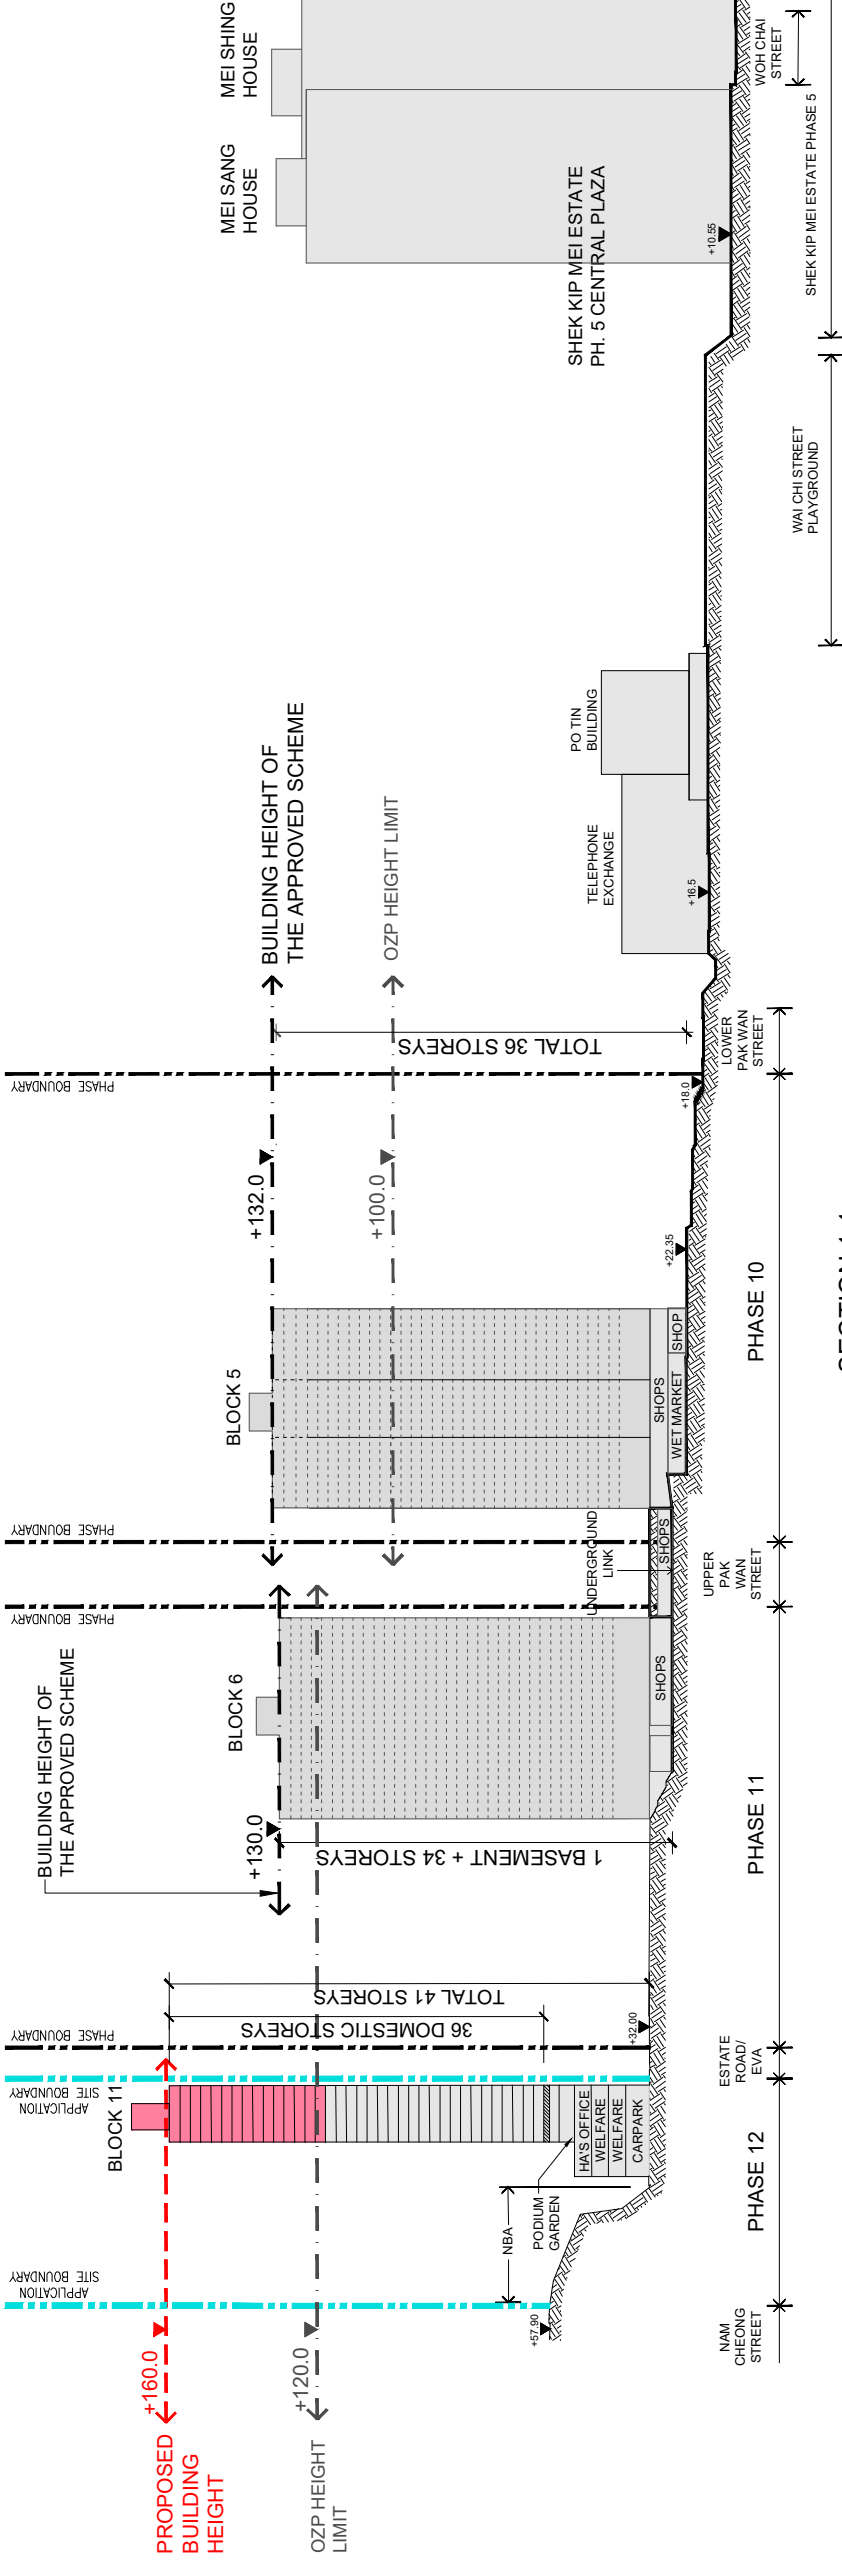 PROPOSED
BUILDING
HEIGHT
+160.0
OZP HEIGHT
LIMIT
+120.0
APPLICATION
SITE BOUNDARY
NAM
CHEONG
STREET
+57.90
NBA
PODIUM
GARDEN
PHASE 12
BLOCK 11
APPLICATION
SITE BOUNDARY
HA'S OFFICE
WELFARE
WELFARE
CARPARK
ESTATE
ROAD/
EVA
PHASE BOUNDARY
36 DOMESTIC STOREYS
TOTAL 41 STOREYS
+32.00
BUILDING HEIGHT OF
THE APPROVED SCHEME
+130.0
1 BASEMENT + 34 STOREYS
BLOCK 6
SHOPS
PHASE 11
PHASE BOUNDARY
UNDERGROUND
LINK
SHOPS
UPPER
PAK
WAN
STREET
PHASE BOUNDARY
BLOCK 5
SHOPS
WET MARKET
SHOP
PHASE 10
+132.0
+100.0
+22.35
+18.0
PHASE BOUNDARY
TOTAL 36 STOREYS
LOWER
PAK WAN
STREET
BUILDING HEIGHT OF
THE APPROVED SCHEME
OZP HEIGHT LIMIT
+16.5
TELEPHONE
EXCHANGE
PO TIN
BUILDING
WAI CHI STREET
PLAYGROUND
SHEK KIP MEI ESTATE
PH. 5 CENTRAL PLAZA
+10.55
MEI SANG
HOUSE
MEI SHING
HOUSE
SHEK KIP MEI ESTATE PHASE 5
WOH CHAI
STREET